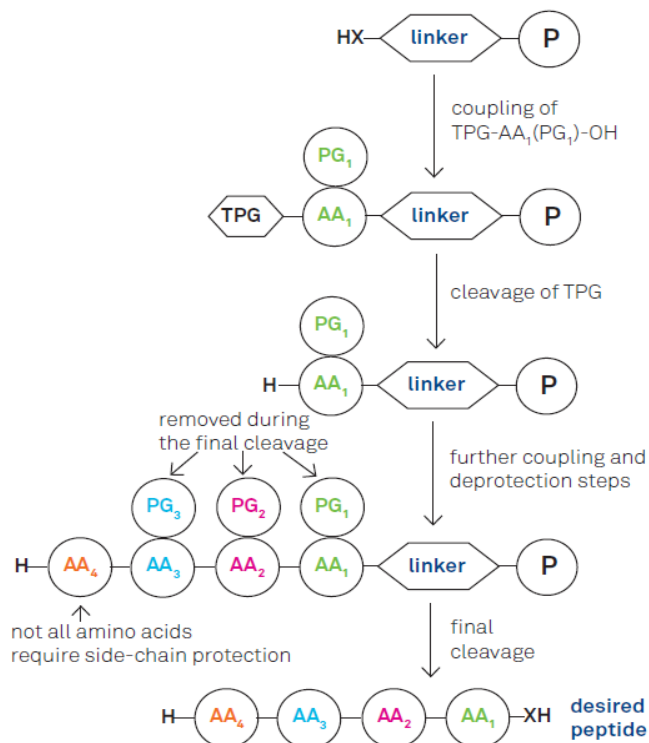 HX linker P
coupling of
TPG-AA₁(PG₁)-OH
PG₁
TPG AA₁ linker P
cleavage of TPG
PG₁
H AA₁ linker P
removed during
the final cleavage
further coupling and
deprotection steps
PG₃ PG₂ PG₁
H AA₄ AA₃ AA₂ AA₁ linker P
not all amino acids
require side-chain protection
final
cleavage
H AA₄ AA₃ AA₂ AA₁ XH
desired
peptide